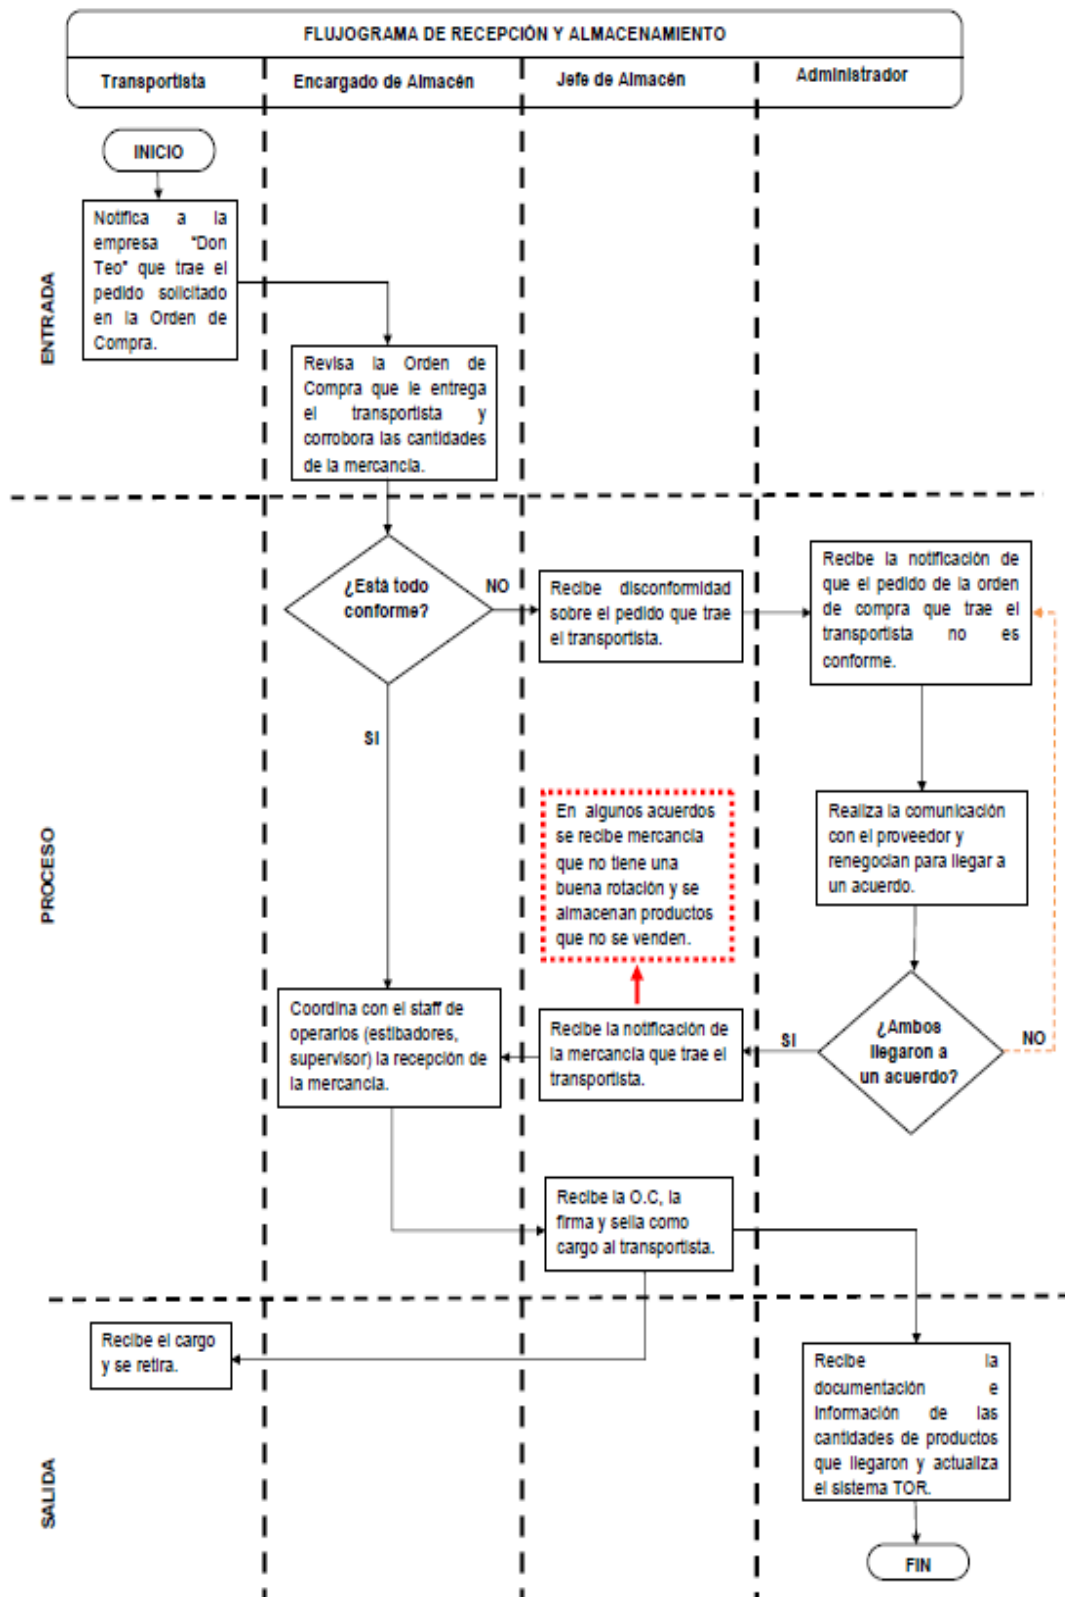 FLUJOGRAMA DE RECEPCIÓN Y ALMACENAMIENTO
Transportista
Encargado de Almacén
Jefe de Almacén
Administrador
ENTRADA
INICIO
Notifica a la
empresa "Don
Teo" que trae el
pedido solicitado
en la Orden de
Compra.
Revisa la Orden de
Compra que le entrega
el transportista y
corrobora las cantidades
de la mercancía.
PROCESO
¿Está todo
conforme?
NO
SI
Recibe disconformidad
sobre el pedido que trae
el transportista.
Recibe la notificación de
que el pedido de la orden
de compra que trae el
transportista no es
conforme.
Realiza la comunicación
con el proveedor y
renegocian para llegar a
un acuerdo.
En algunos acuerdos
se recibe mercancía
que no tiene una
buena rotación y se
almacenan productos
que no se venden.
¿Ambos
llegaron a
un acuerdo?
NO
SI
Recibe la notificación de
la mercancía que trae el
transportista.
Coordina con el staff de
operarios (estibadores,
supervisor) la recepción de
la mercancía.
Recibe la O.C, la
firma y sella como
cargo al transportista.
SALIDA
Recibe el cargo
y se retira.
Recibe la
documentación e
información de las
cantidades de productos
que llegaron y actualiza
el sistema TOR.
FIN